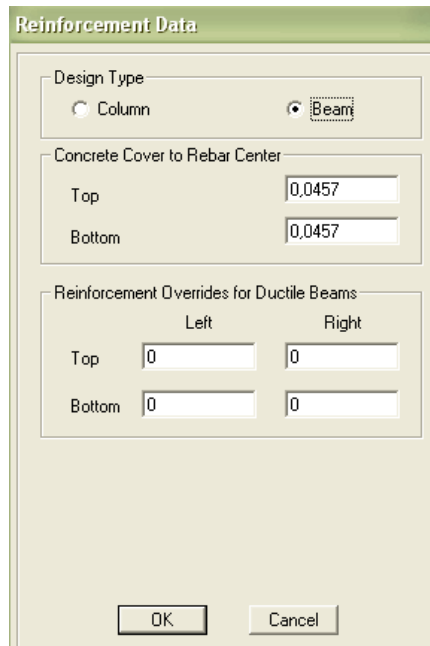 Reinforcement Data
Design Type
Column Beam
Concrete Cover to Rebar Center
Top 0,0457
Bottom 0,0457
Reinforcement Overrides for Ductile Beams
Left Right
Top 0 0
Bottom 0 0
OK Cancel